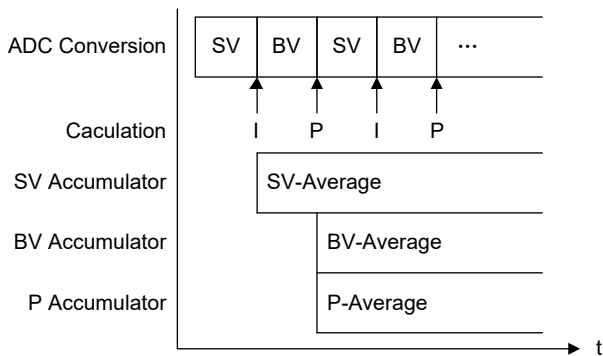 ADC Conversion SV BV SV BV ...
Caculation I P I P
SV Accumulator SV-Average
BV Accumulator BV-Average
P Accumulator P-Average
t